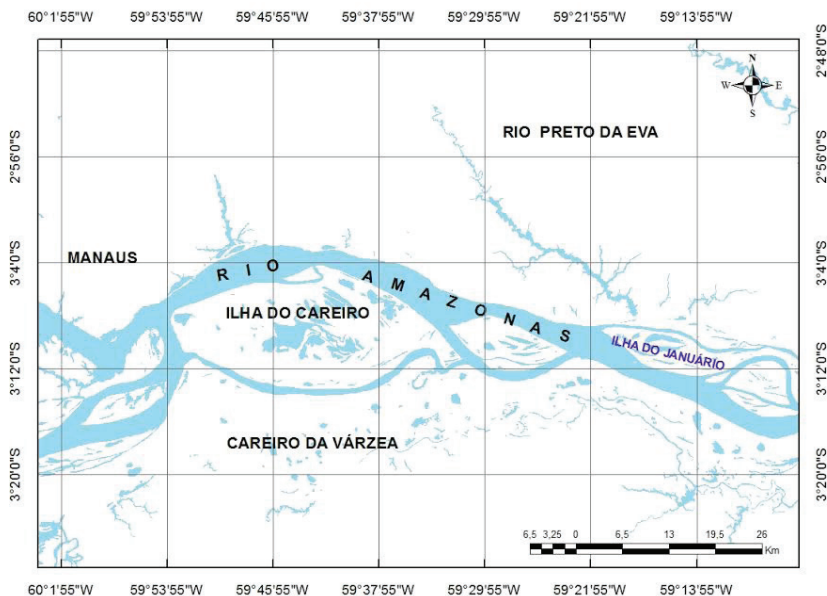 60°1'55"W 59°53'55"W 59°45'55"W 59°37'55"W 59°29'55"W 59°21'55"W 59°13'55"W
2°48'0"S
N
W E
S
RIO PRETO DA EVA
2°56'0"S 2°56'0"S
MANAUS
3°4'0"S 3°4'0"S
RIO AMAZONAS
ILHA DO CAREIRO
ILHA DO JANUÁRIO
3°12'0"S 3°12'0"S
CAREIRO DA VÁRZEA
3°20'0"S 3°20'0"S
6,5 3,25 0 6,5 13 19,5 26
Km
60°1'55"W 59°53'55"W 59°45'55"W 59°37'55"W 59°29'55"W 59°21'55"W 59°13'55"W